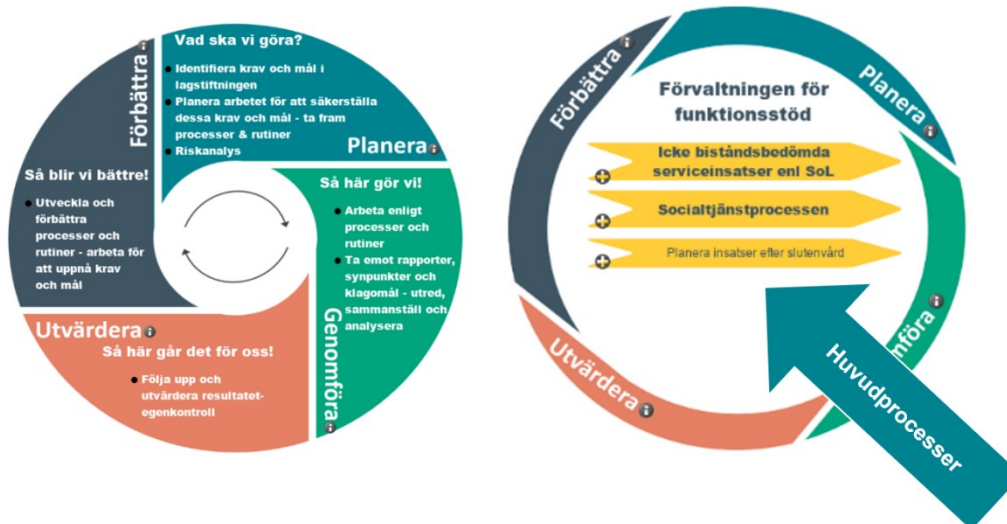 Vad ska vi göra?
Identifiera krav och mål i
lagstiftningen
Planera arbetet för att säkerställa
dessa krav och mål - ta fram
processer & rutiner
Riskanalys
Planera
Förbättra
Så blir vi bättre!
Utveckla och
förbättra
processer och
rutiner - arbeta för
att uppnå krav
och mål
Så här gör vi!
Arbeta enligt
processer och
rutiner
Ta emot rapporter,
synpunkter och
klagomål - utred,
sammanställ och
analysera
Genomföra
Utvärdera
Så här går det för oss!
Följa upp och
utvärdera resultatet-
egenkontroll
Förbättra
Planera
Förvaltningen för
funktionsstöd
Icke biståndsbedömda
serviceinsatser enl SoL
Socialtjänstprocessen
Planera insatser efter slutenvård
Utvärdera
mföra
Huvudprocesser